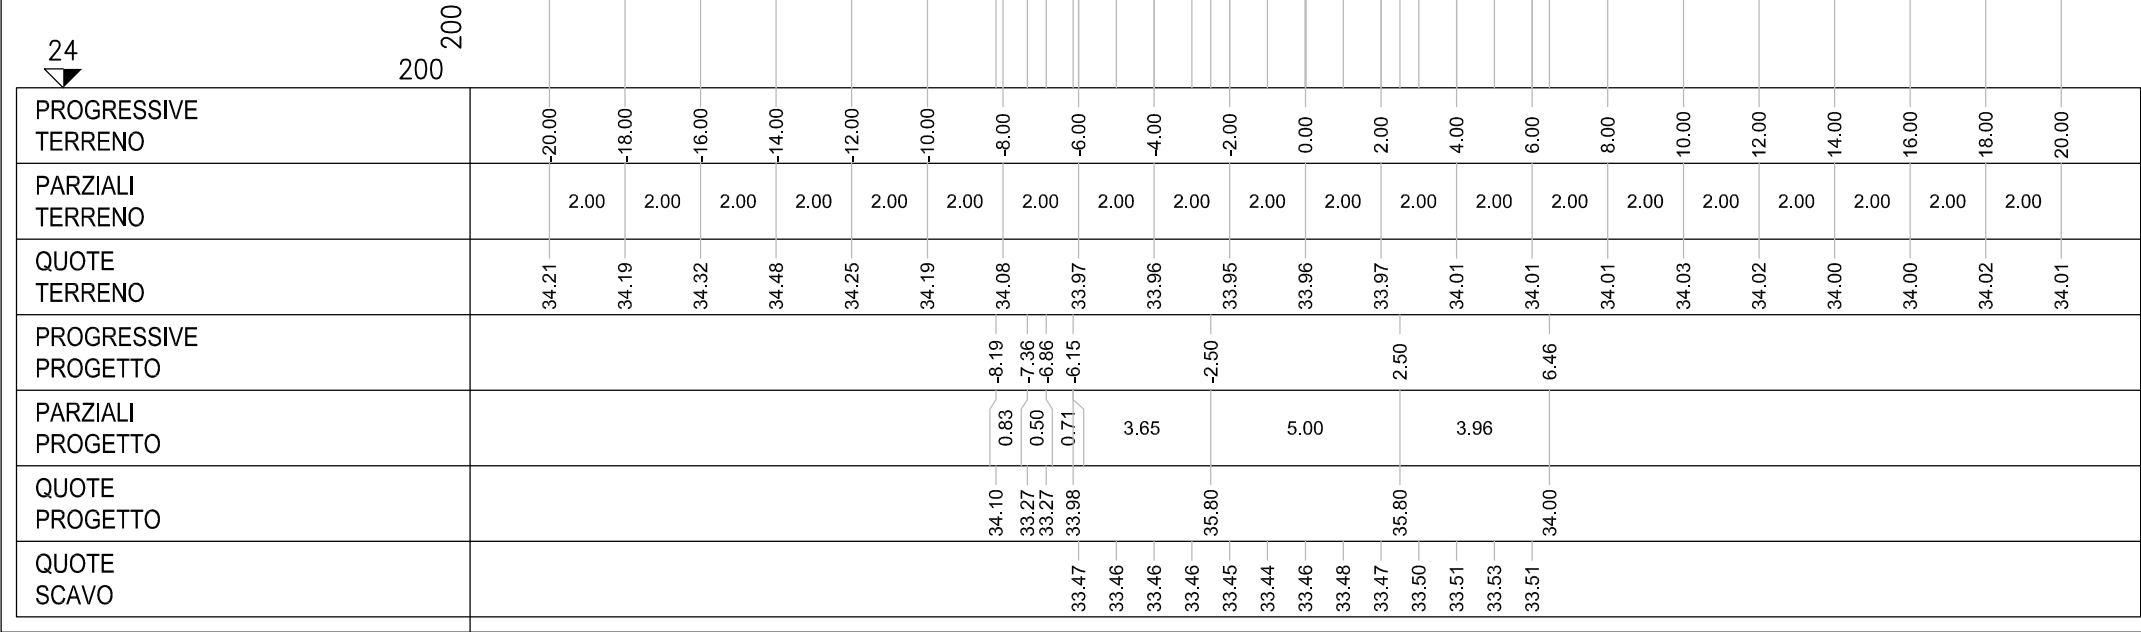 200
24
200
PROGRESSIVE
TERRENO
-20.00 -18.00 -16.00 -14.00 -12.00 -10.00 -8.00 -6.00 -4.00 -2.00 0.00 2.00 4.00 6.00 8.00 10.00 12.00 14.00 16.00 18.00 20.00
PARZIALI
TERRENO
2.00 2.00 2.00 2.00 2.00 2.00 2.00 2.00 2.00 2.00 2.00 2.00 2.00 2.00 2.00 2.00 2.00 2.00 2.00 2.00
QUOTE
TERRENO
34.21 34.19 34.32 34.48 34.25 34.19 34.08 33.97 33.96 33.95 33.96 33.97 34.01 34.01 34.01 34.03 34.02 34.00 34.00 34.02 34.01
PROGRESSIVE
PROGETTO
-8.19 -7.36 -6.86 -6.15 -2.50 2.50 6.46
PARZIALI
PROGETTO
0.83 0.50 0.71 3.65 5.00 3.96
QUOTE
PROGETTO
34.10 33.27 33.27 33.98 35.80 35.80 34.00
QUOTE
SCAVO
33.47 33.46 33.46 33.46 33.45 33.44 33.46 33.48 33.47 33.50 33.51 33.53 33.51